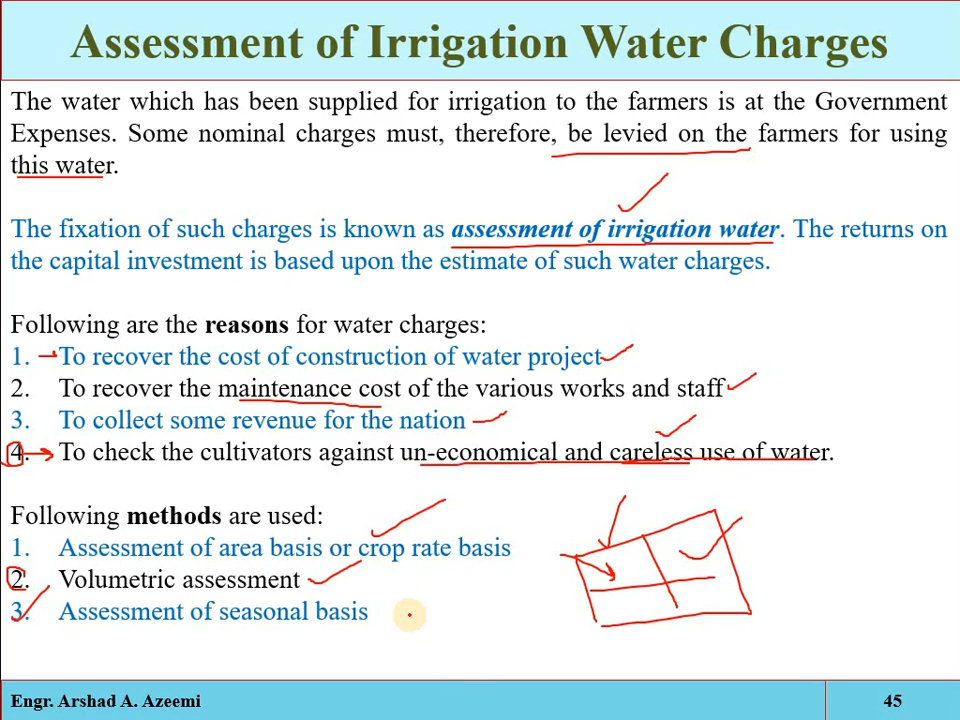 Assessment of Irrigation Water Charges
The water which has been supplied for irrigation to the farmers is at the Government
Expenses. Some nominal charges must, therefore, be levied on the farmers for using
this water.
The fixation of such charges is known as assessment of irrigation water. The returns on
the capital investment is based upon the estimate of such water charges.
Following are the reasons for water charges:
1. To recover the cost of construction of water project
2. To recover the maintenance cost of the various works and staff
3. To collect some revenue for the nation
4. To check the cultivators against un-economical and careless use of water.
Following methods are used:
1. Assessment of area basis or crop rate basis
2. Volumetric assessment
3. Assessment of seasonal basis
Engr. Arshad A. Azeemi
45